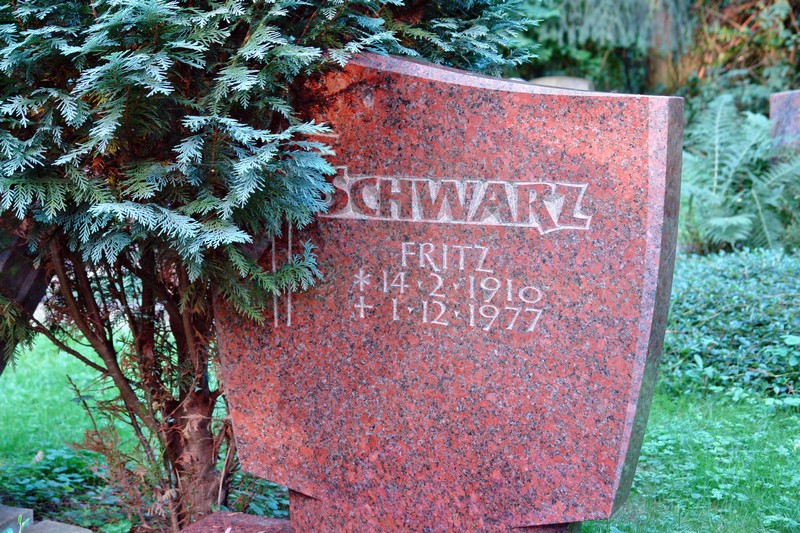 SCHWARZ
FRITZ
* 14·2·1910
+ 1·12·1977